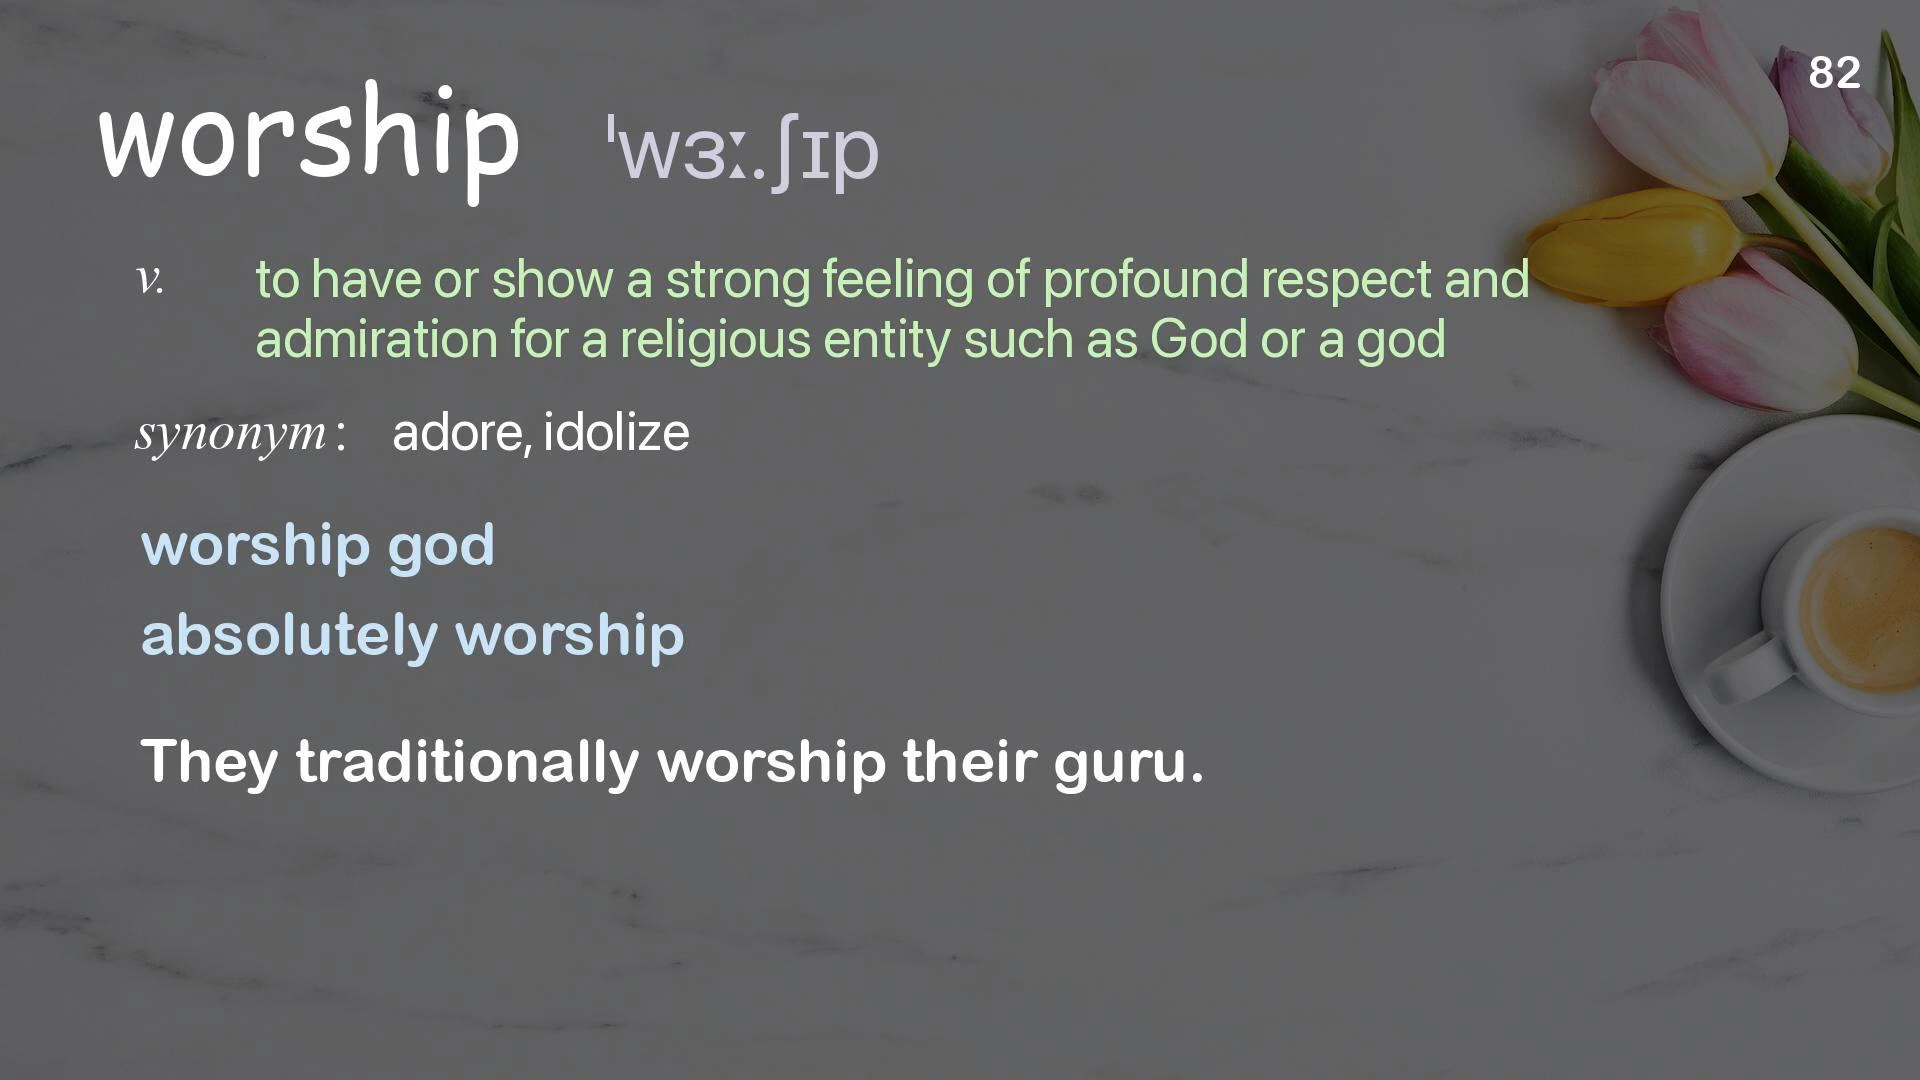 82
worship ˈwɜː.ʃɪp
v. to have or show a strong feeling of profound respect and
admiration for a religious entity such as God or a god
synonym : adore, idolize
worship god
absolutely worship
They traditionally worship their guru.